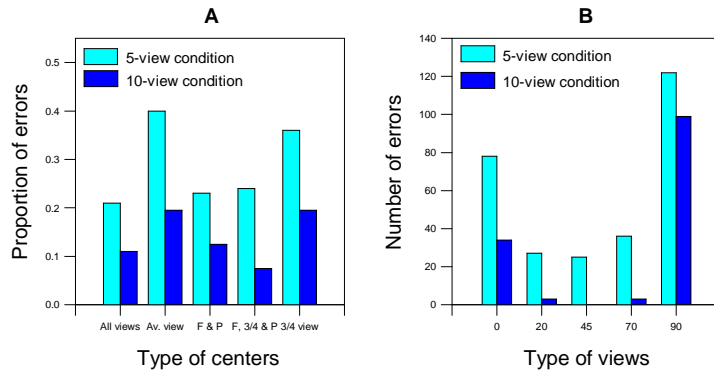 A
Proportion of errors
0.5
0.4
0.3
0.2
0.1
0.0
5-view condition
10-view condition
All views Av. view F & P F, 3/4 & P 3/4 view
Type of centers
B
Number of errors
140
120
100
80
60
40
20
0
5-view condition
10-view condition
0 20 45 70 90
Type of views